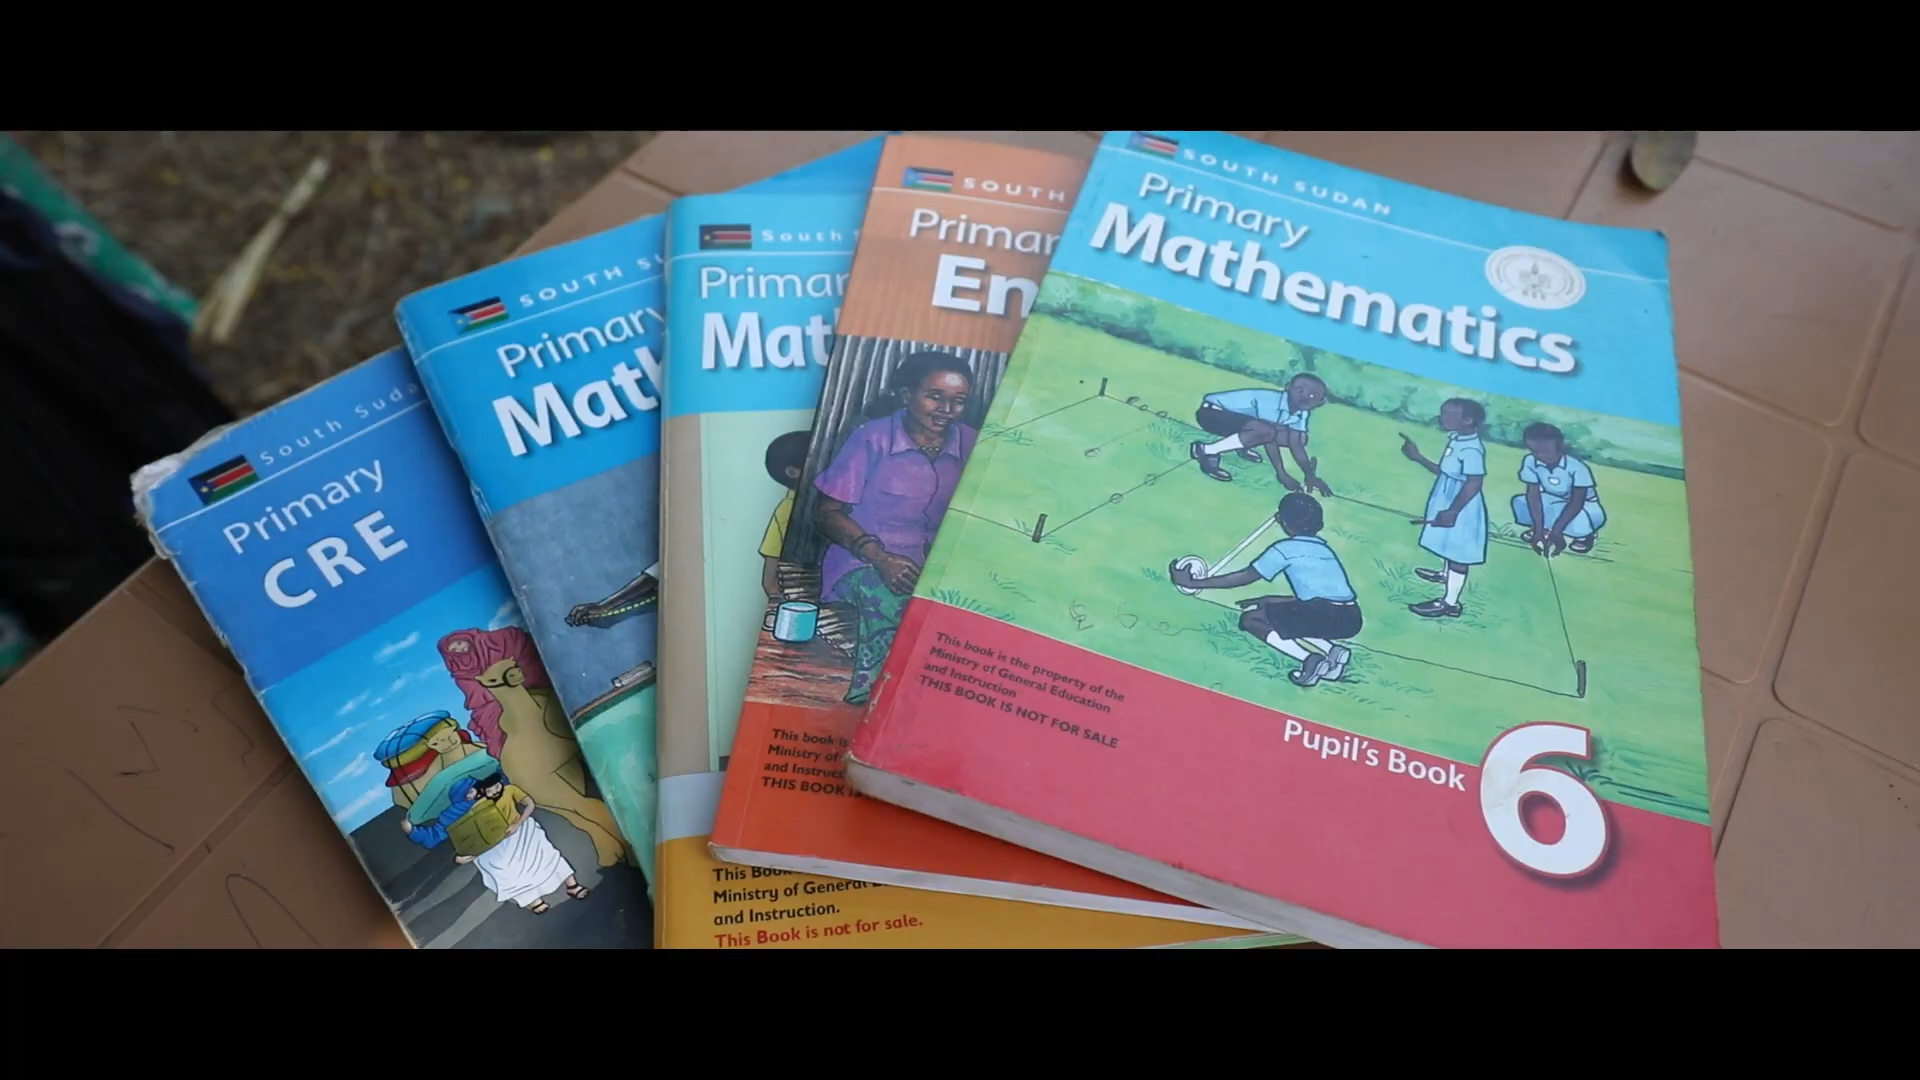 South Suda
Primary
CRE
SOUTH SU
Primary
Math
South
Primar
Mat
This Book
Ministry of General
and Instruction.
This Book is not for sale.
SOUTH
Primar
En
This book is
Ministry of
and Instruc
THIS BOOK
SOUTH SUDAN
Primary
Mathematics
This book is the property of the
Ministry of General Education
and Instruction
THIS BOOK IS NOT FOR SALE
Pupil's Book 6